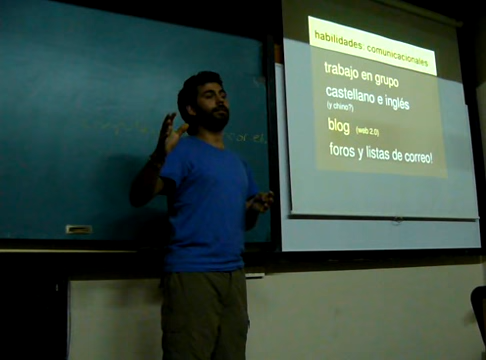 habilidades: comunicacionales
trabajo en grupo
castellano e inglés
(y chino?)
blog (web 2.0)
foros y listas de correo!